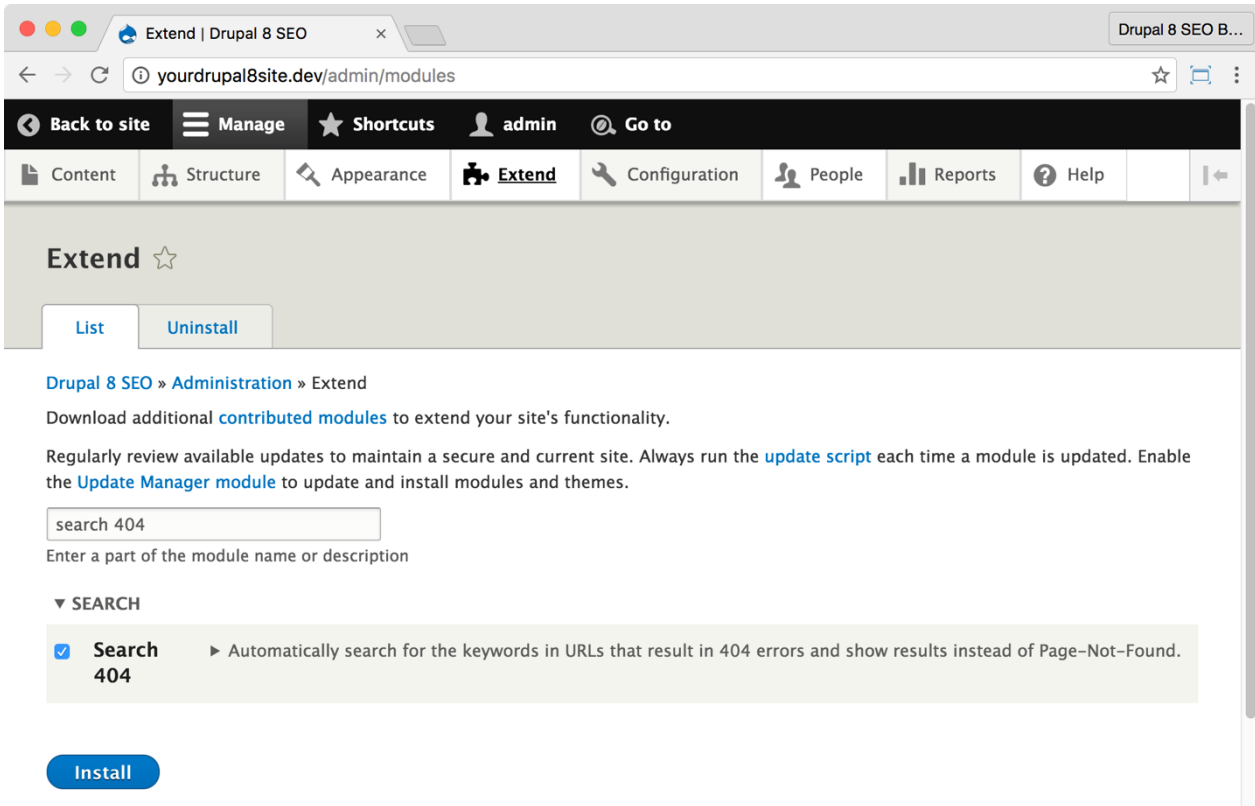 Extend | Drupal 8 SEO
Drupal 8 SEO B...
yourdrupal8site.dev/admin/modules
Back to site Manage Shortcuts admin Go to
Content Structure Appearance Extend Configuration People Reports Help
Extend
List Uninstall
Drupal 8 SEO » Administration » Extend
Download additional contributed modules to extend your site's functionality.
Regularly review available updates to maintain a secure and current site. Always run the update script each time a module is updated. Enable
the Update Manager module to update and install modules and themes.
search 404
Enter a part of the module name or description
▼ SEARCH
Search ▶ Automatically search for the keywords in URLs that result in 404 errors and show results instead of Page-Not-Found.
404
Install